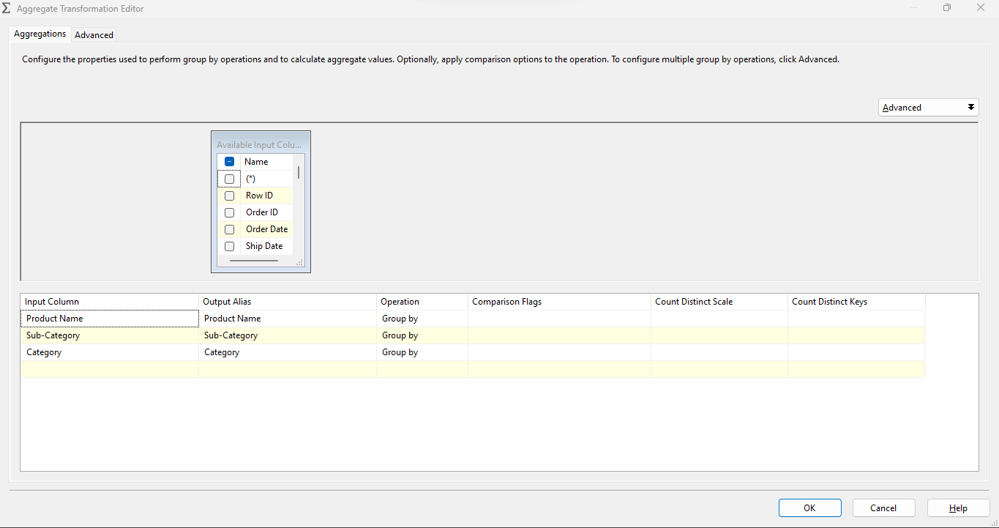 Aggregate Transformation Editor
Aggregations Advanced
Configure the properties used to perform group by operations and to calculate aggregate values. Optionally, apply comparison options to the operation. To configure multiple group by operations, click Advanced.
Advanced
Available Input Colu...
Name
(*)
Row ID
Order ID
Order Date
Ship Date
Input Column Output Alias Operation Comparison Flags Count Distinct Scale Count Distinct Keys
Product Name Product Name Group by
Sub-Category Sub-Category Group by
Category Category Group by
OK Cancel Help